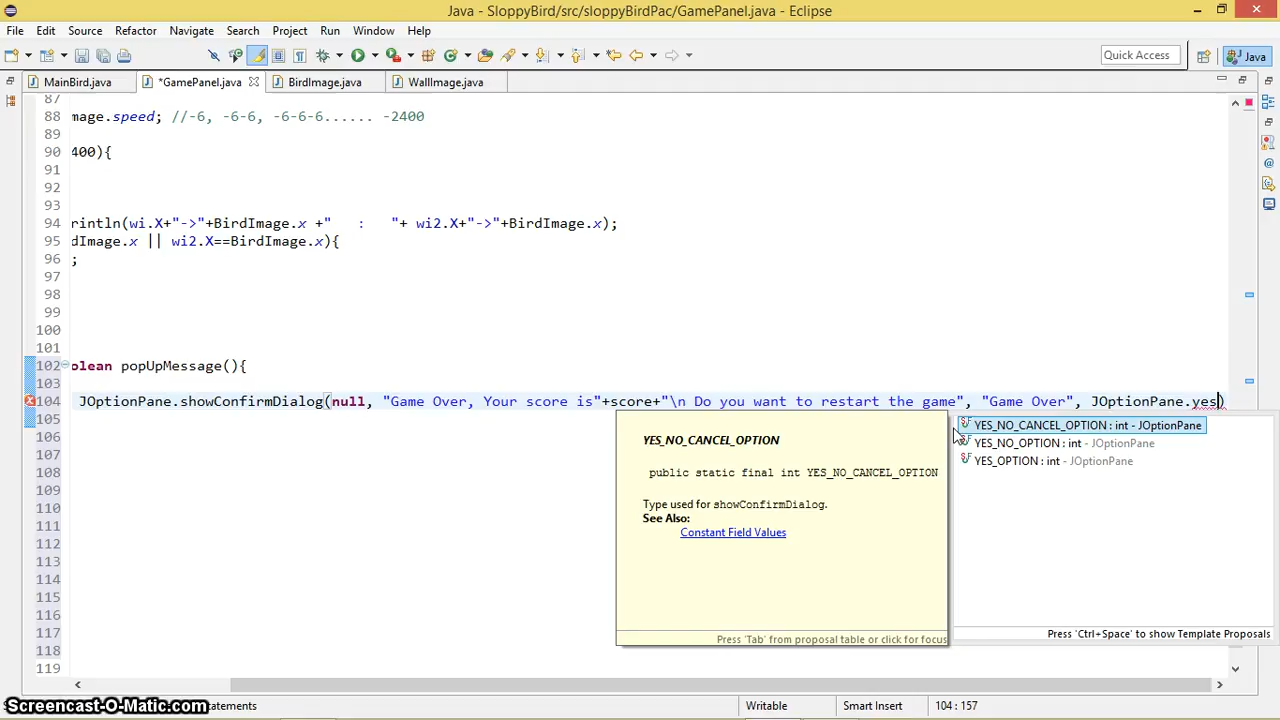 Java - SloppyBird/src/sloppyBirdPac/GamePanel.java - Eclipse
File Edit Source Refactor Navigate Search Project Run Window Help
Quick Access Java
MainBird.java *GamePanel.java BirdImage.java WallImage.java
87
88 mage.speed; //-6, -6-6, -6-6-6...... -2400
89
90 400){
91
92
93
94 rintln(wi.X+"->"+BirdImage.x +" : "+ wi2.X+"->"+BirdImage.x);
95 dImage.x || wi2.X==BirdImage.x){
96 ;
97
98
99
100
101
102 olean popUpMessage(){
103
104 JOptionPane.showConfirmDialog(null, "Game Over, Your score is"+score+"\n Do you want to restart the game", "Game Over", JOptionPane.yes)
105
106
107
108
109
110
111
112
113
114
115
116
117
118
119
YES_NO_CANCEL_OPTION
public static final int YES_NO_CANCEL_OPTION
Type used for showConfirmDialog.
See Also:
Constant Field Values
Press 'Tab' from proposal table or click for focus
YES_NO_CANCEL_OPTION : int - JOptionPane
YES_NO_OPTION : int - JOptionPane
YES_OPTION : int - JOptionPane
Press 'Ctrl+Space' to show Template Proposals
Screencast-O-Matic.com
statements Writable Smart Insert 104 : 157